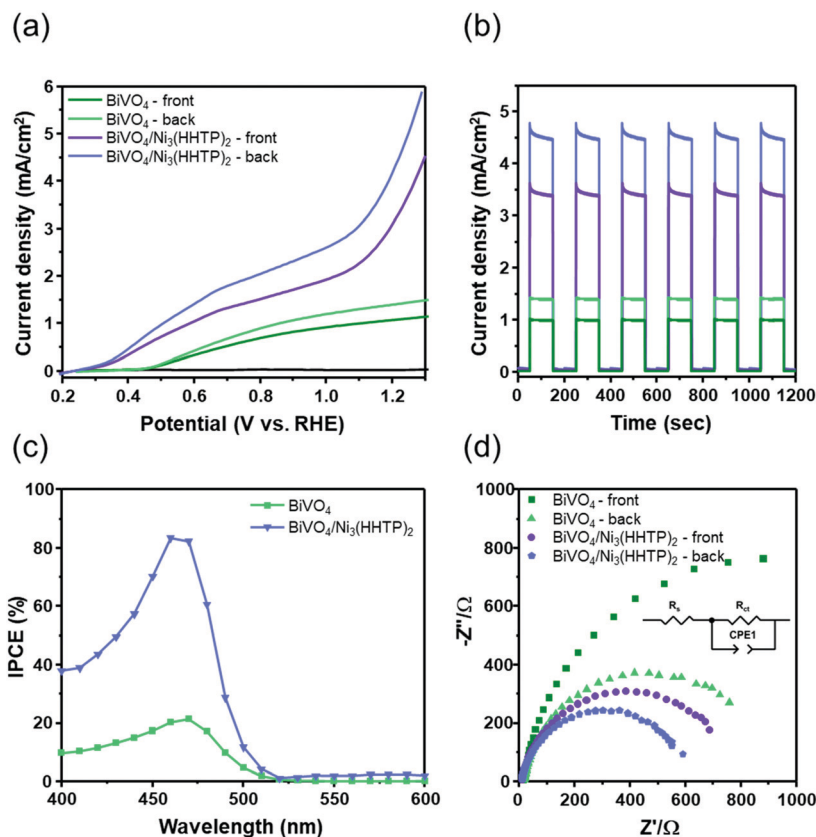 (a)
6
5
4
3
2
1
0
0.2 0.4 0.6 0.8 1.0 1.2
Current density (mA/cm²)
Potential (V vs. RHE)
BiVO₄ - front
BiVO₄ - back
BiVO₄/Ni₃(HHTP)₂ - front
BiVO₄/Ni₃(HHTP)₂ - back
(b)
5
4
3
2
1
0
0 200 400 600 800 1000 1200
Current density (mA/cm²)
Time (sec)
(c)
100
80
60
40
20
0
400 450 500 550 600
IPCE (%)
Wavelength (nm)
BiVO₄
BiVO₄/Ni₃(HHTP)₂
(d)
1000
800
600
400
200
0
0 200 400 600 800 1000
-Z''/Ω
Z'/Ω
BiVO₄ - front
BiVO₄ - back
BiVO₄/Ni₃(HHTP)₂ - front
BiVO₄/Ni₃(HHTP)₂ - back
Rₛ
R꜀ₜ
CPE1